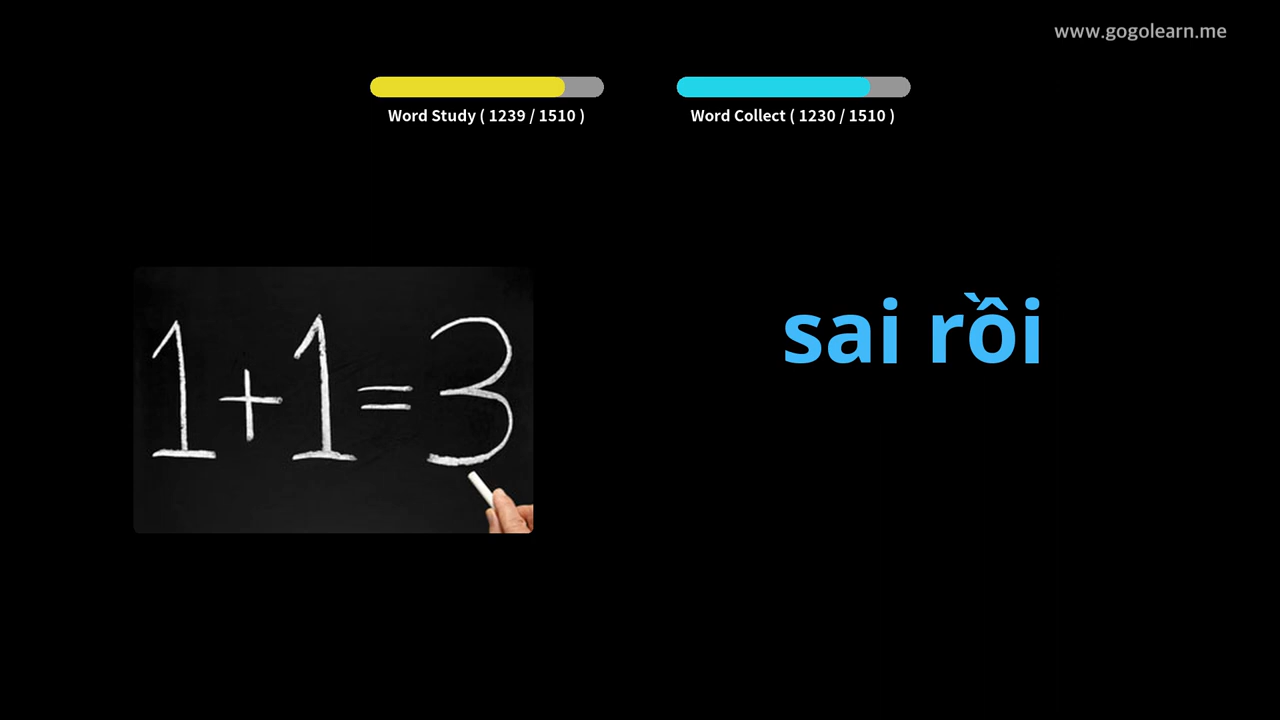 www.gogolearn.me
Word Study ( 1239 / 1510 )
Word Collect ( 1230 / 1510 )
1+1=3
sai rồi